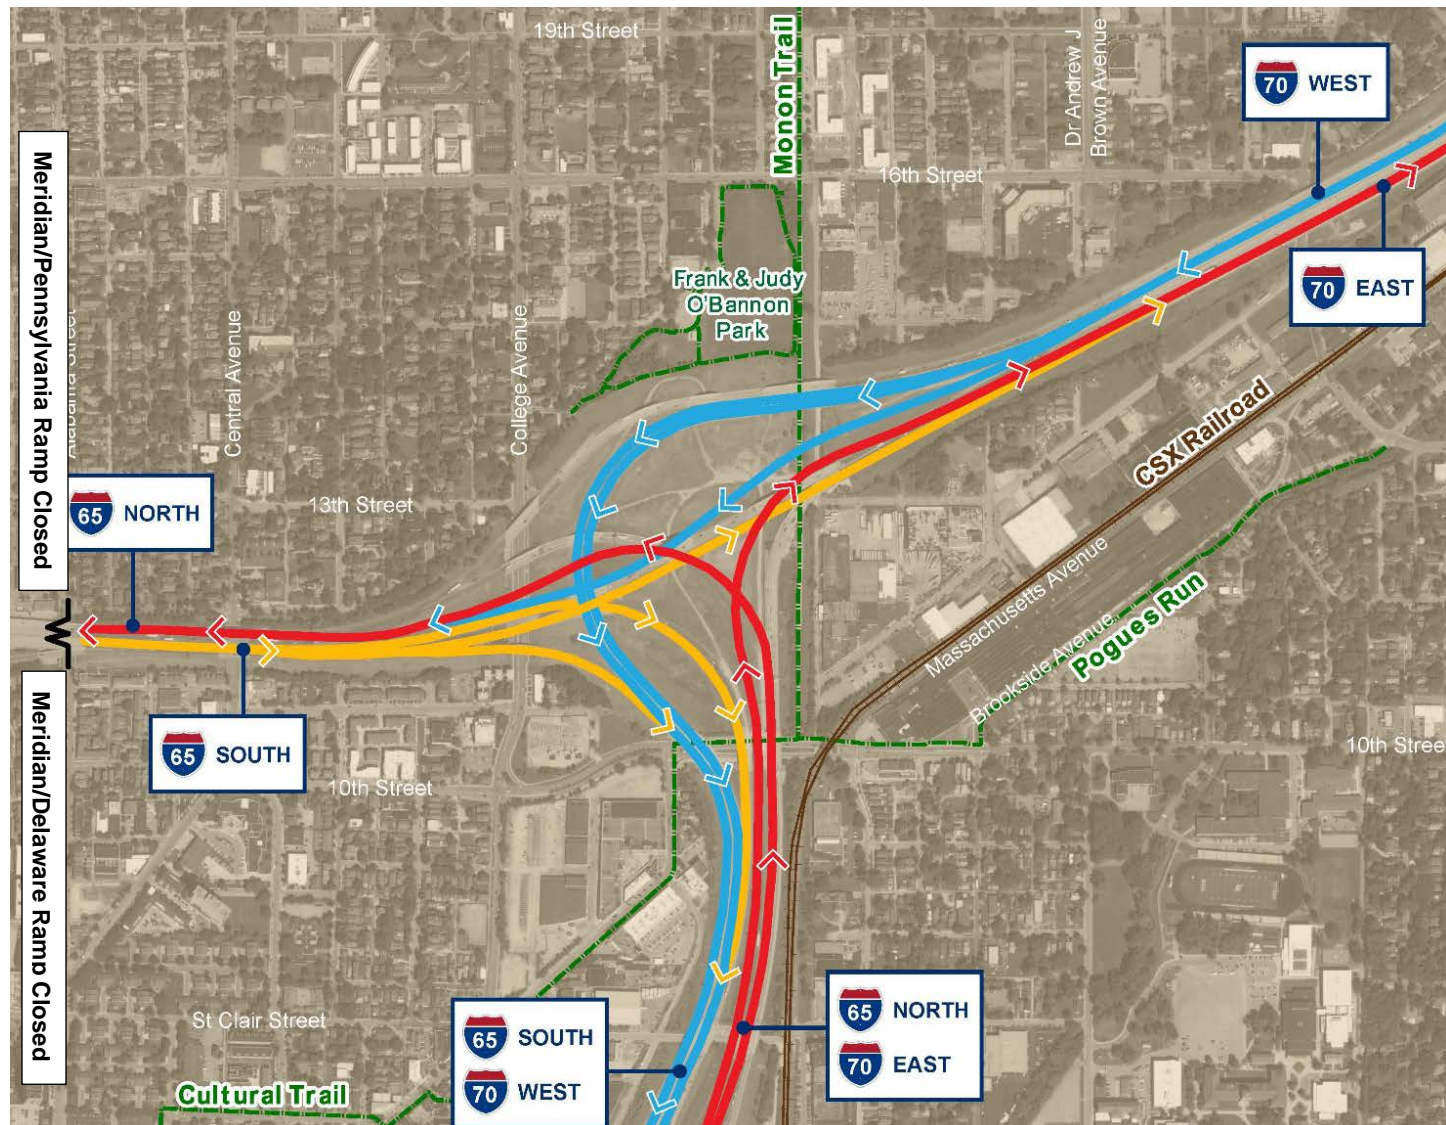 19th Street
Monon Trail
Dr Andrew J
Brown Avenue
70 WEST
16th Street
70 EAST
Frank & Judy
O'Bannon
Park
Meridian/Pennsylvania Ramp Closed
Alabama Street
Central Avenue
College Avenue
CSX Railroad
65 NORTH
13th Street
Massachusetts Avenue
Brookside Avenue
Pogues Run
65 SOUTH
Meridian/Delaware Ramp Closed
10th Street
10th Stree
St Clair Street
65 SOUTH
70 WEST
65 NORTH
70 EAST
Cultural Trail